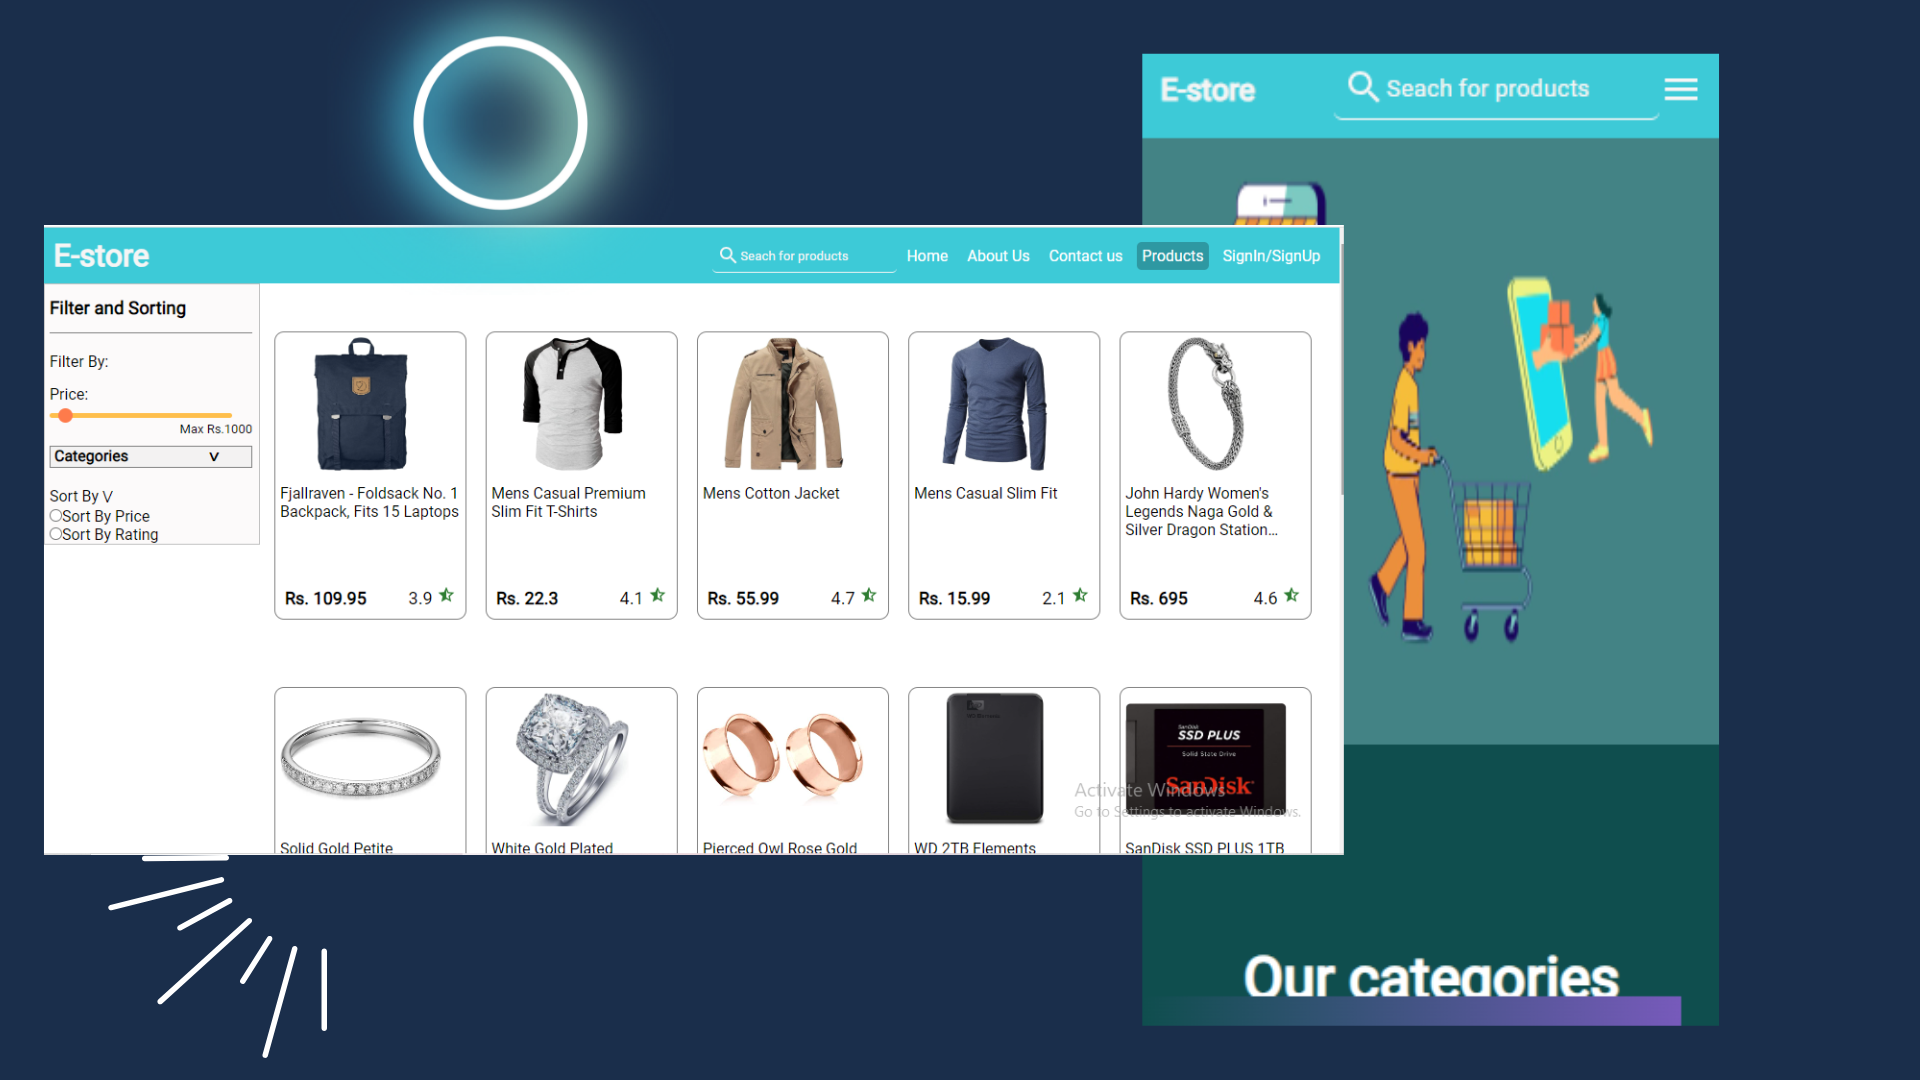 E-store
Seach for products
E-store
Seach for products
Home
About Us
Contact us
Products
SignIn/SignUp
Filter and Sorting
Filter By:
Price:
Max Rs.1000
Categories
Sort By
Sort By Price
Sort By Rating
Fjallraven - Foldsack No. 1
Backpack, Fits 15 Laptops
Rs. 109.95
3.9
Mens Casual Premium
Slim Fit T-Shirts
Rs. 22.3
4.1
Mens Cotton Jacket
Rs. 55.99
4.7
Mens Casual Slim Fit
Rs. 15.99
2.1
John Hardy Women's
Legends Naga Gold &
Silver Dragon Station...
Rs. 695
4.6
SanDisk
SSD PLUS
Solid State Drive
SanDisk
Activate Windows
Go to Settings to activate Windows.
Solid Gold Petite
White Gold Plated
Pierced Owl Rose Gold
WD 2TB Elements
SanDisk SSD PLUS 1TB
Our categories